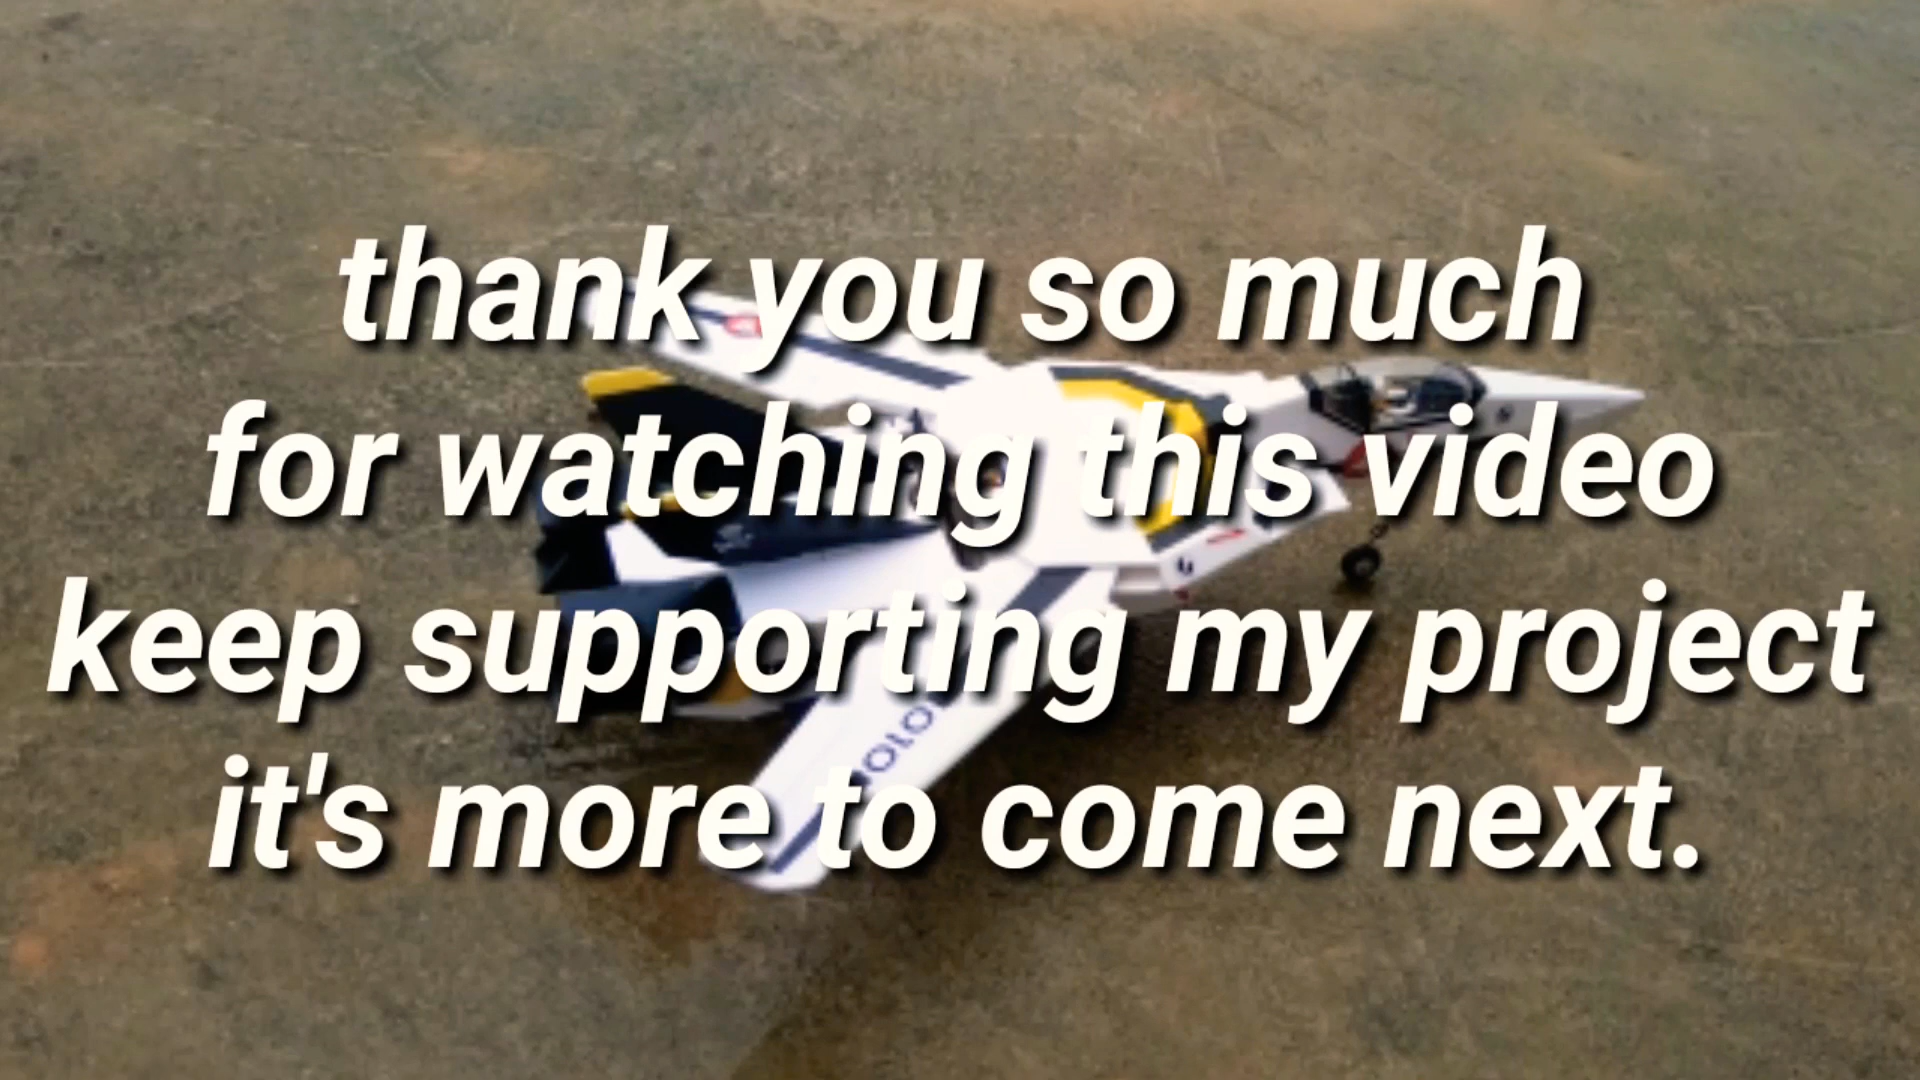 thank you so much
for watching this video
keep supporting my project
it's more to come next.